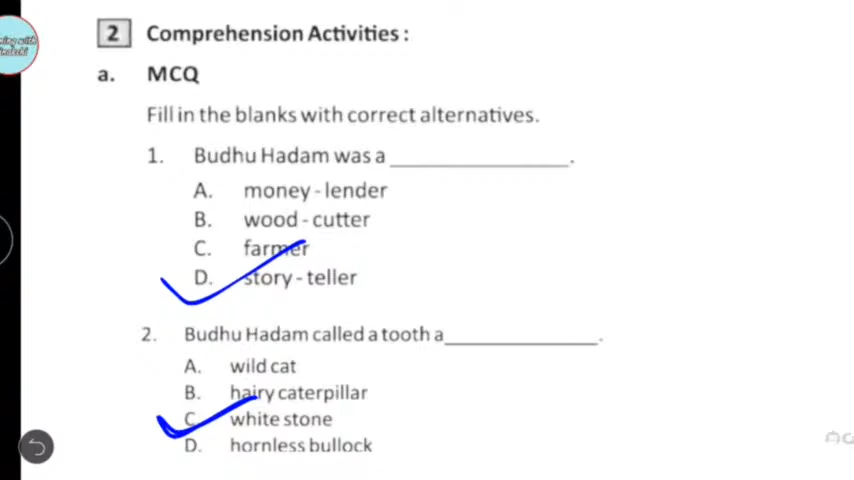 2 Comprehension Activities :
a. MCQ
Fill in the blanks with correct alternatives.
1. Budhu Hadam was a __________________.
A. money - lender
B. wood - cutter
C. farmer
D. story - teller
2. Budhu Hadam called a tooth a________________.
A. wild cat
B. hairy caterpillar
C. white stone
D. hornless bullock